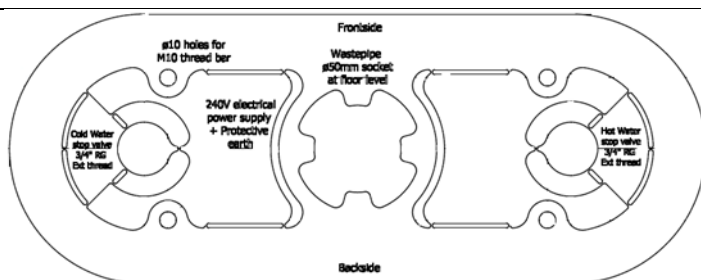 Frontside
ø10 holes for
M10 thread ber
Wastepipe
ø50mm socket
at floor level
240V electrical
power supply
+ Protective
earth
Cold Water
stop valve
3/4" RG
Ext thread
Hot Water
stop valve
3/4" RG
Ext thread
Backside